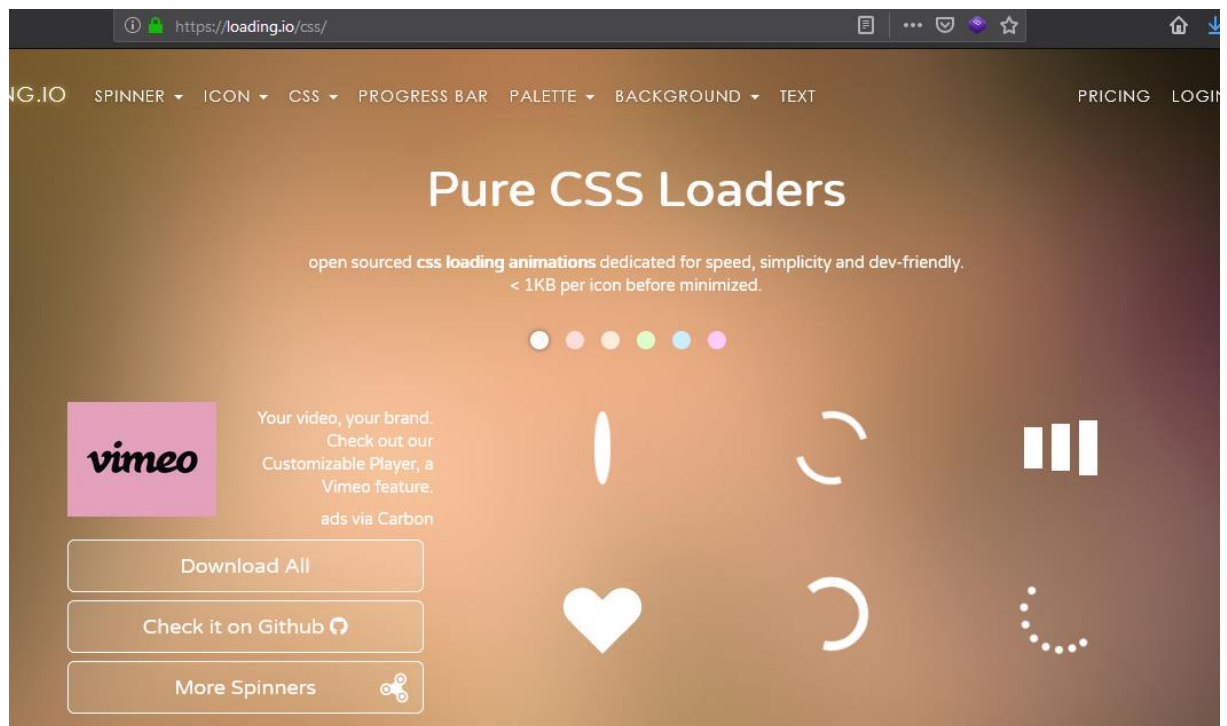 https://loading.io/css/
NG.IO SPINNER ICON CSS PROGRESS BAR PALETTE BACKGROUND TEXT PRICING LOGIN
Pure CSS Loaders
open sourced css loading animations dedicated for speed, simplicity and dev-friendly.
< 1KB per icon before minimized.
vimeo
Your video, your brand.
Check out our
Customizable Player, a
Vimeo feature.
ads via Carbon
Download All
Check it on Github
More Spinners